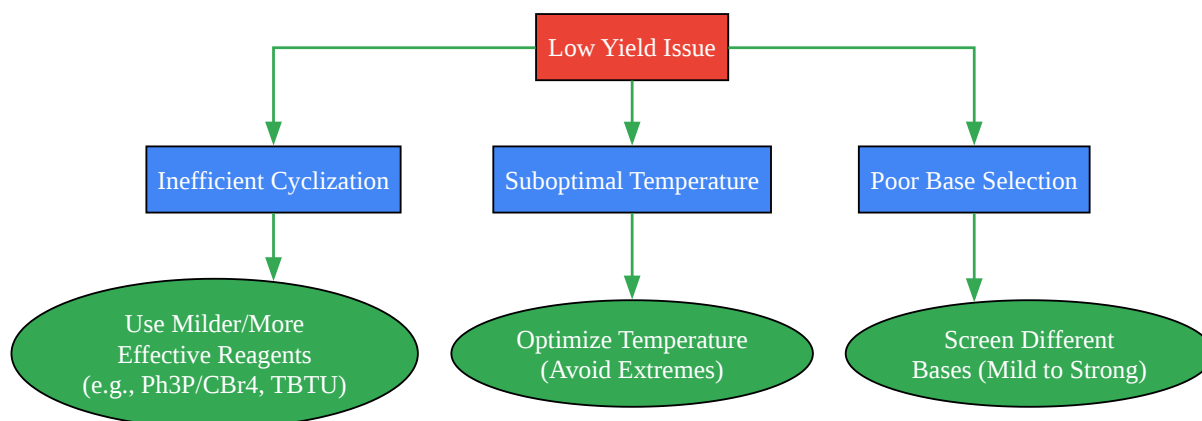 Low Yield Issue
Inefficient Cyclization
Suboptimal Temperature
Poor Base Selection
Use Milder/More
Effective Reagents
(e.g., Ph3P/CBr4, TBTU)
Optimize Temperature
(Avoid Extremes)
Screen Different
Bases (Mild to Strong)